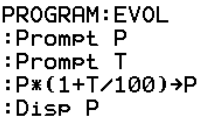 PROGRAM:EVOL
:Prompt P
:Prompt T
:P*(1+T/100)→P
:Disp P